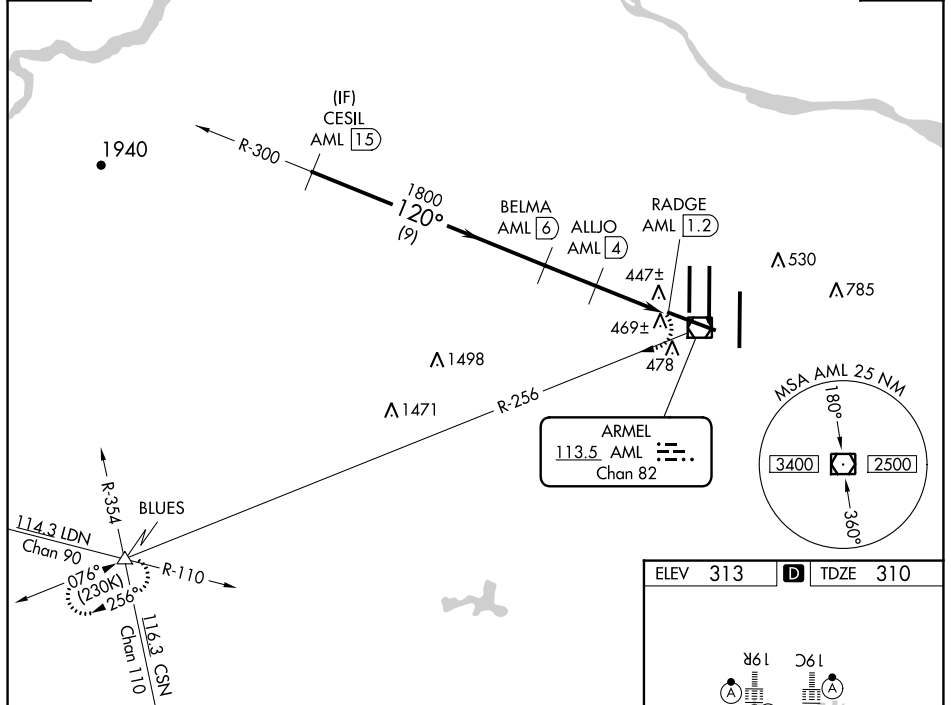 (IF)
CESIL
AML 15
R-300
1940
1800
120°
(9)
BELMA
AML 6
ALIJO
AML 4
RADGE
AML 1.2
530
785
447±
469±
478
1498
1471
R-256
ARMEL
113.5 AML
Chan 82
MSA AML 25 NM
180°
3400
2500
360°
R-354
BLUES
114.3 LDN
Chan 90
R-110
076°
(230K)
256°
116.3 CSN
Chan 110
ELEV 313 D TDZE 310
19R
19C
A
A